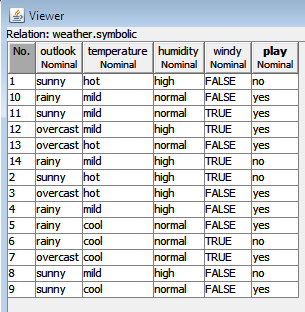 Viewer
Relation: weather.symbolic
No. outlook temperature humidity windy play
Nominal Nominal Nominal Nominal Nominal
1 sunny hot high FALSE no
10 rainy mild normal FALSE yes
11 sunny mild normal TRUE yes
12 overcast mild high TRUE yes
13 overcast hot normal FALSE yes
14 rainy mild high TRUE no
2 sunny hot high TRUE no
3 overcast hot high FALSE yes
4 rainy mild high FALSE yes
5 rainy cool normal FALSE yes
6 rainy cool normal TRUE no
7 overcast cool normal TRUE yes
8 sunny mild high FALSE no
9 sunny cool normal FALSE yes